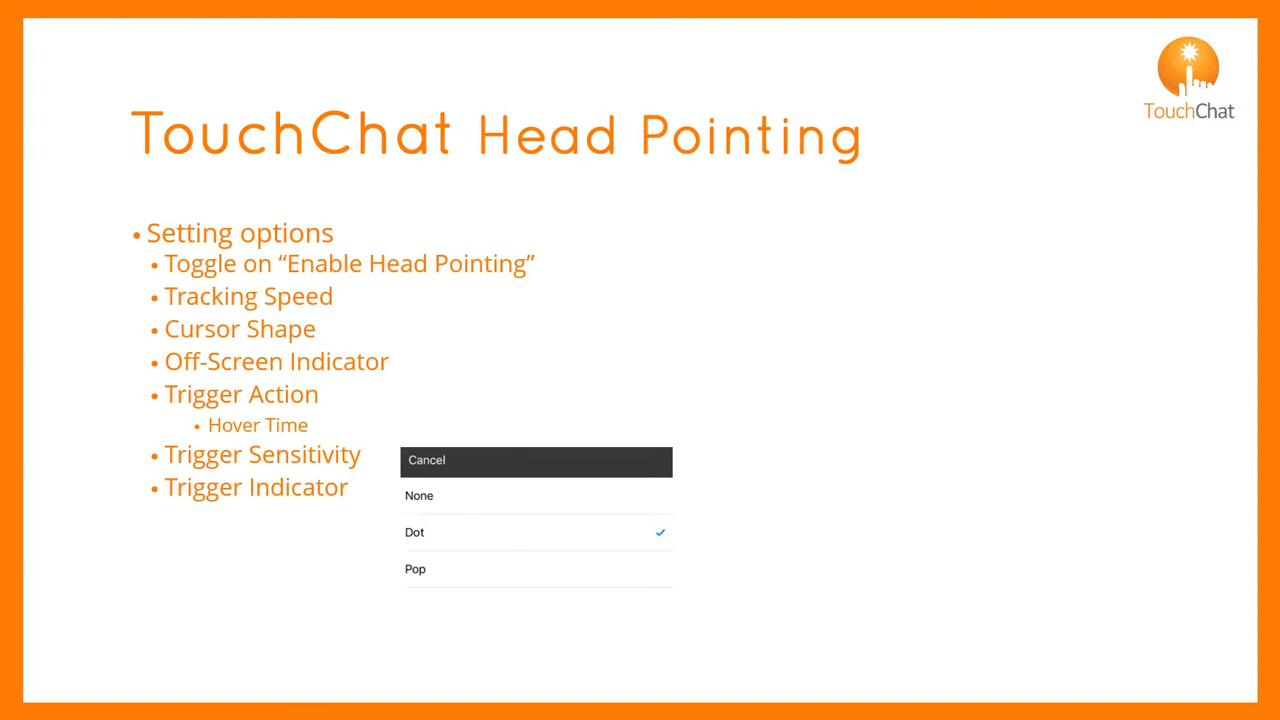 TouchChat
TouchChat Head Pointing
• Setting options
• Toggle on “Enable Head Pointing”
• Tracking Speed
• Cursor Shape
• Off-Screen Indicator
• Trigger Action
• Hover Time
• Trigger Sensitivity
• Trigger Indicator
Cancel
None
Dot
Pop